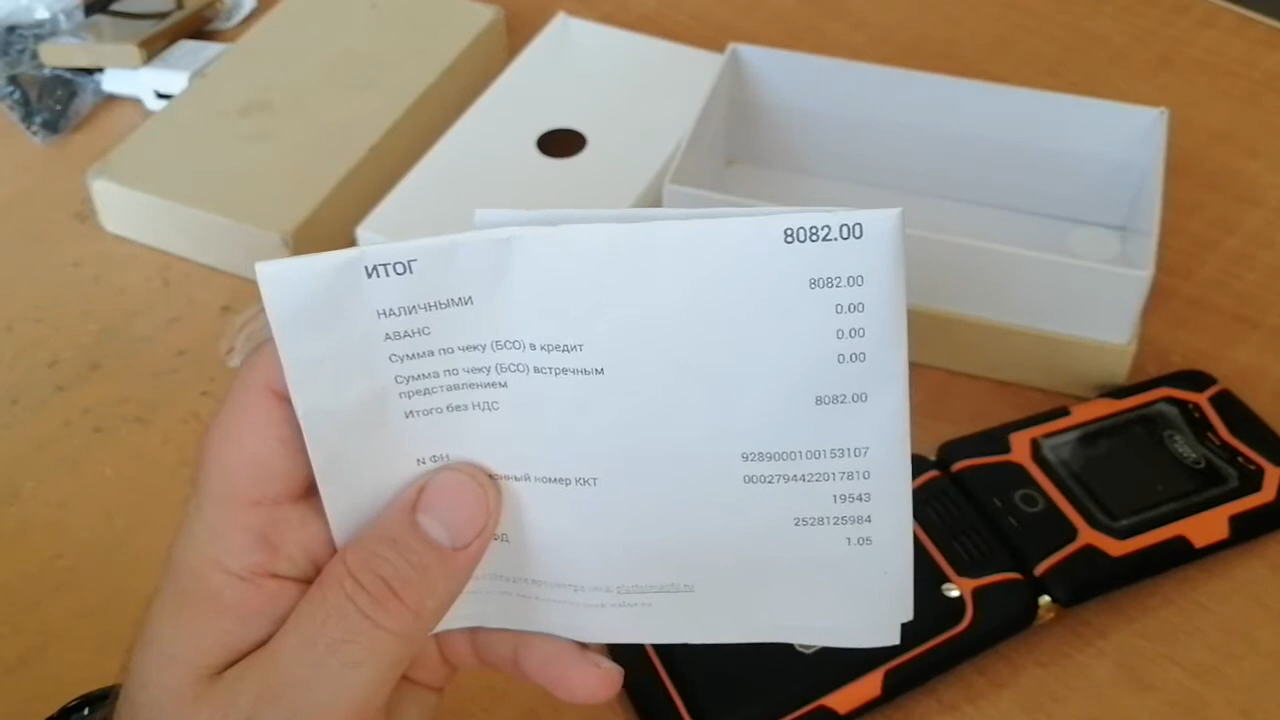 ИТОГ 8082.00
НАЛИЧНЫМИ 8082.00
АВАНС 0.00
Сумма по чеку (БСО) в кредит 0.00
Сумма по чеку (БСО) встречным 0.00
представлением
Итого без НДС 8082.00
N ФН 9289000100153107
номер ККТ 0002794422017810
19543
ФД 2528125984
1.05